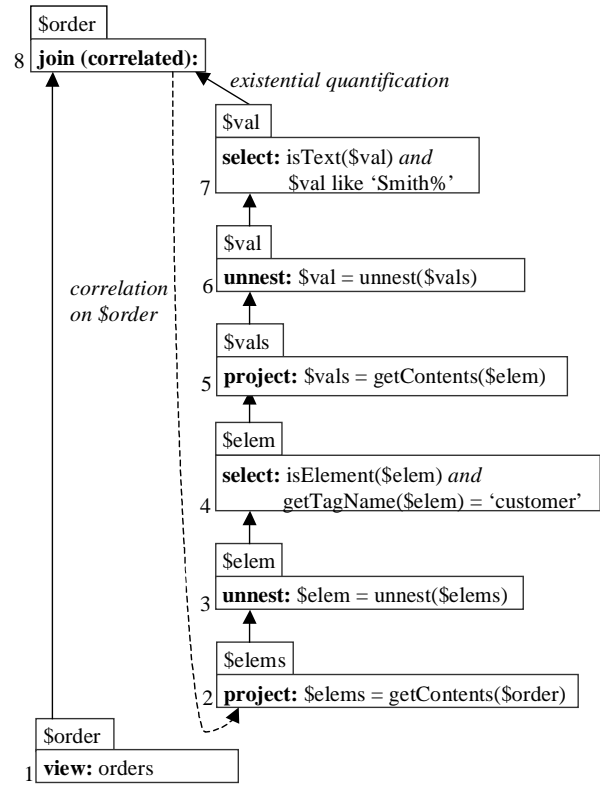 $order
8 join (correlated):
existential quantification
$val
select: isText($val) and
$val like ‘Smith%’
7
$val
unnest: $val = unnest($vals)
6
correlation
on $order
$vals
project: $vals = getContents($elem)
5
$elem
select: isElement($elem) and
getTagName($elem) = ‘customer’
4
$elem
unnest: $elem = unnest($elems)
3
$elems
project: $elems = getContents($order)
2
$order
view: orders
1